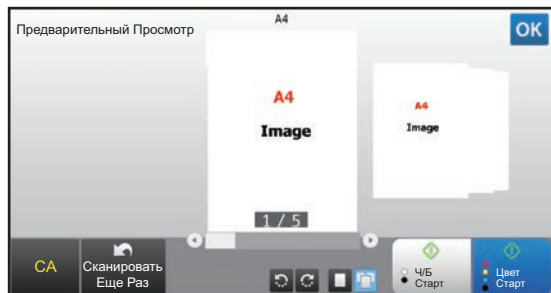 Предварительный Просмотр
A4
OK
A4
Image
A4
Image
1 / 5
CA
Сканировать
Еще Раз
Ч/Б
Старт
Цвет
Старт